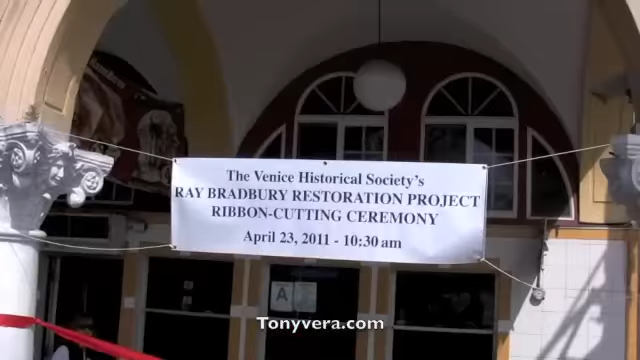 The Venice Historical Society's
RAY BRADBURY RESTORATION PROJECT
RIBBON-CUTTING CEREMONY
April 23, 2011 - 10:30 am
A
Tonyvera.com